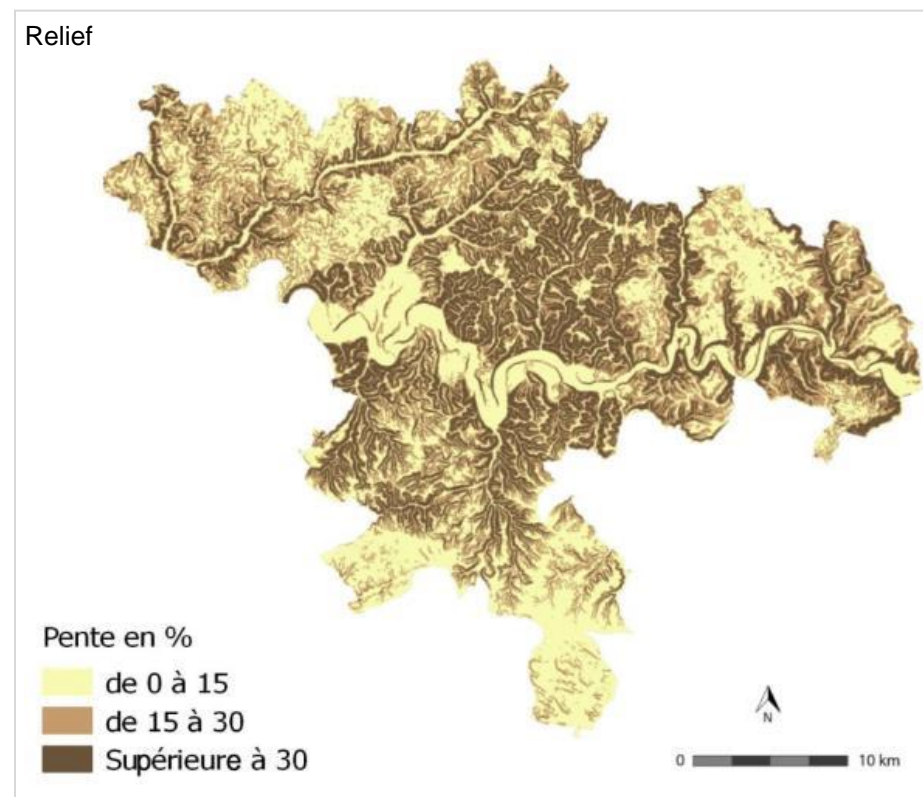 Relief
Pente en %
de 0 à 15
de 15 à 30
Supérieure à 30
N
0 10 km